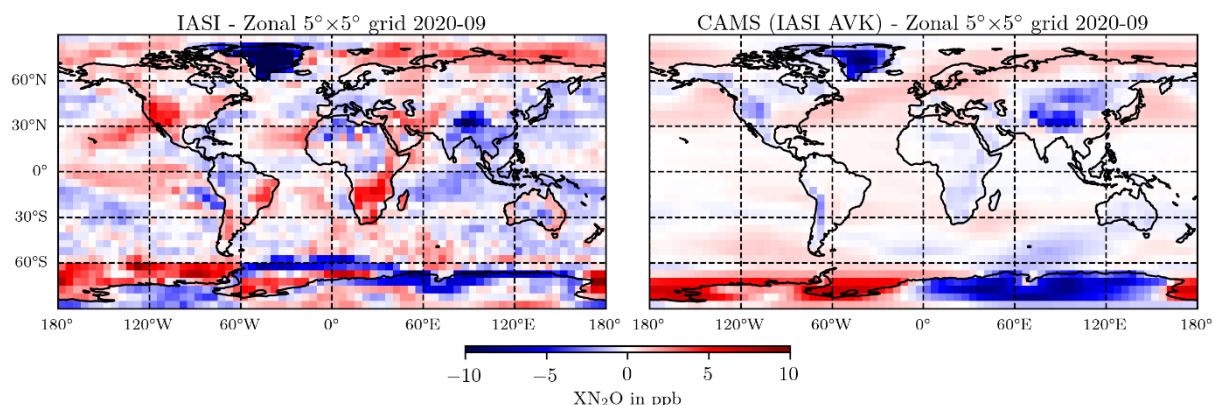 IASI - Zonal 5°×5° grid 2020-09
CAMS (IASI AVK) - Zonal 5°×5° grid 2020-09
60°N
30°N
0°
30°S
60°S
180° 120°W 60°W 0° 60°E 120°E 180°
180° 120°W 60°W 0° 60°E 120°E 180°
−10 −5 0 5 10
XN₂O in ppb